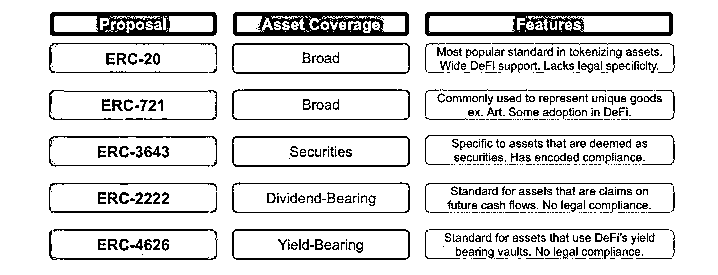 Proposal Asset Coverage Features
ERC-20 Broad Most popular standard in tokenizing assets.
Wide DeFi support. Lacks legal specificity.
ERC-721 Broad Commonly used to represent unique goods
ex. Art. Some adoption in DeFi.
ERC-3643 Securities Specific to assets that are deemed as
securities. Has encoded compliance.
ERC-2222 Dividend-Bearing Standard for assets that are claims on
future cash flows. No legal compliance.
ERC-4626 Yield-Bearing Standard for assets that use DeFi's yield
bearing vaults. No legal compliance.